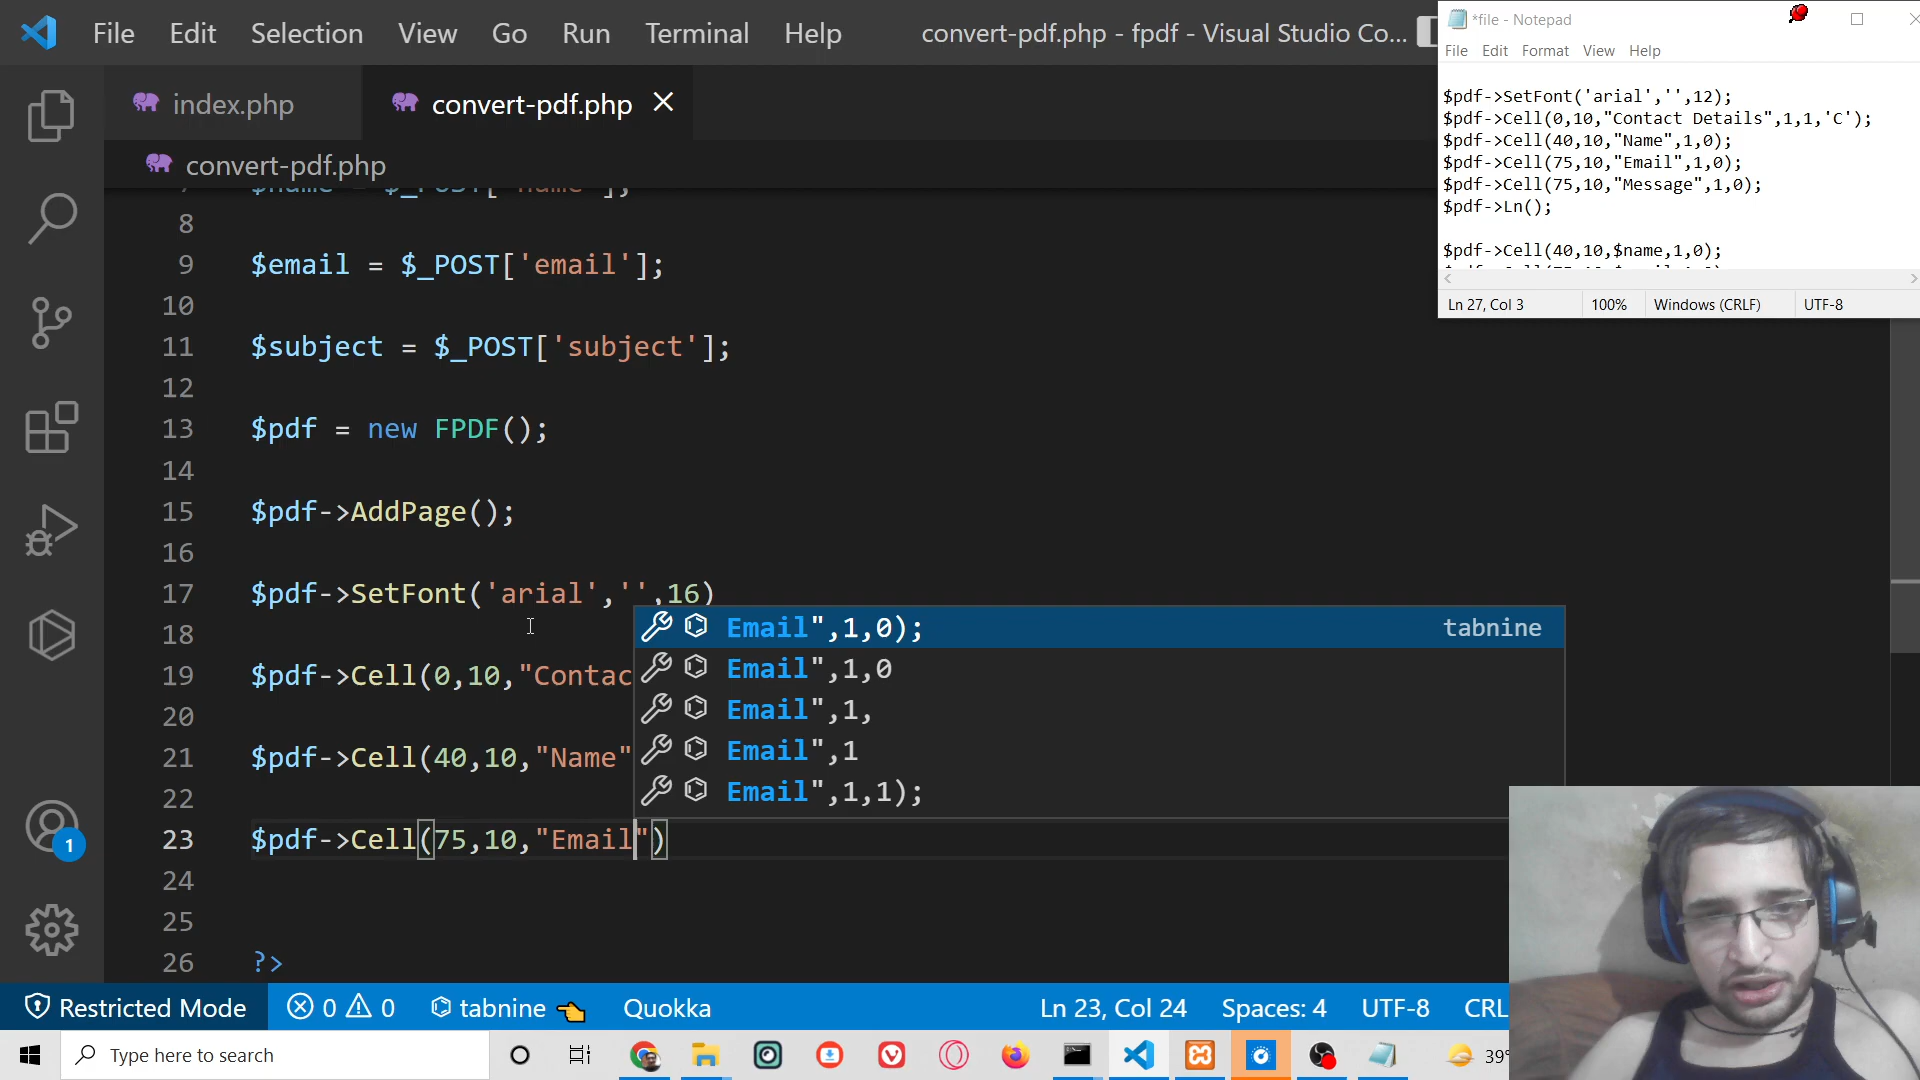 File Edit Selection View Go Run Terminal Help convert-pdf.php - fpdf - Visual Studio Co...
*file - Notepad
File Edit Format View Help
$pdf->SetFont('arial','',12);
$pdf->Cell(0,10,"Contact Details",1,1,'C');
$pdf->Cell(40,10,"Name",1,0);
$pdf->Cell(75,10,"Email",1,0);
$pdf->Cell(75,10,"Message",1,0);
$pdf->Ln();
$pdf->Cell(40,10,$name,1,0);
Ln 27, Col 3 100% Windows (CRLF) UTF-8
index.php convert-pdf.php
convert-pdf.php
$name = $_POST['name'];
8
9 $email = $_POST['email'];
10
11 $subject = $_POST['subject'];
12
13 $pdf = new FPDF();
14
15 $pdf->AddPage();
16
17 $pdf->SetFont('arial','',16)
18
19 $pdf->Cell(0,10,"Contac
20
21 $pdf->Cell(40,10,"Name"
22
23 $pdf->Cell(75,10,"Email")
24
25
26 ?>
Email",1,0); tabnine
Email",1,0
Email",1,
Email",1
Email",1,1);
1
Restricted Mode 0 0 tabnine Quokka Ln 23, Col 24 Spaces: 4 UTF-8 CRL
Type here to search 39°